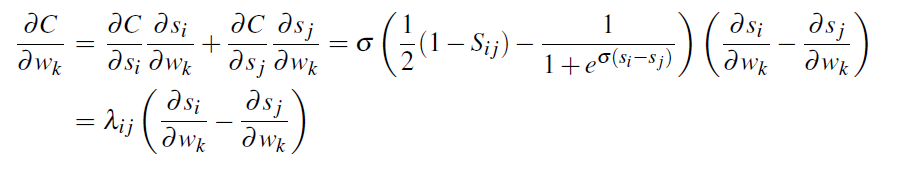 ∂C/∂w_k = ∂C/∂s_i ∂s_i/∂w_k + ∂C/∂s_j ∂s_j/∂w_k = σ ( 1/2 (1 − S_ij) − 1/(1 + e^{σ(s_i−s_j)}) ) ( ∂s_i/∂w_k − ∂s_j/∂w_k )
= λ_ij ( ∂s_i/∂w_k − ∂s_j/∂w_k )